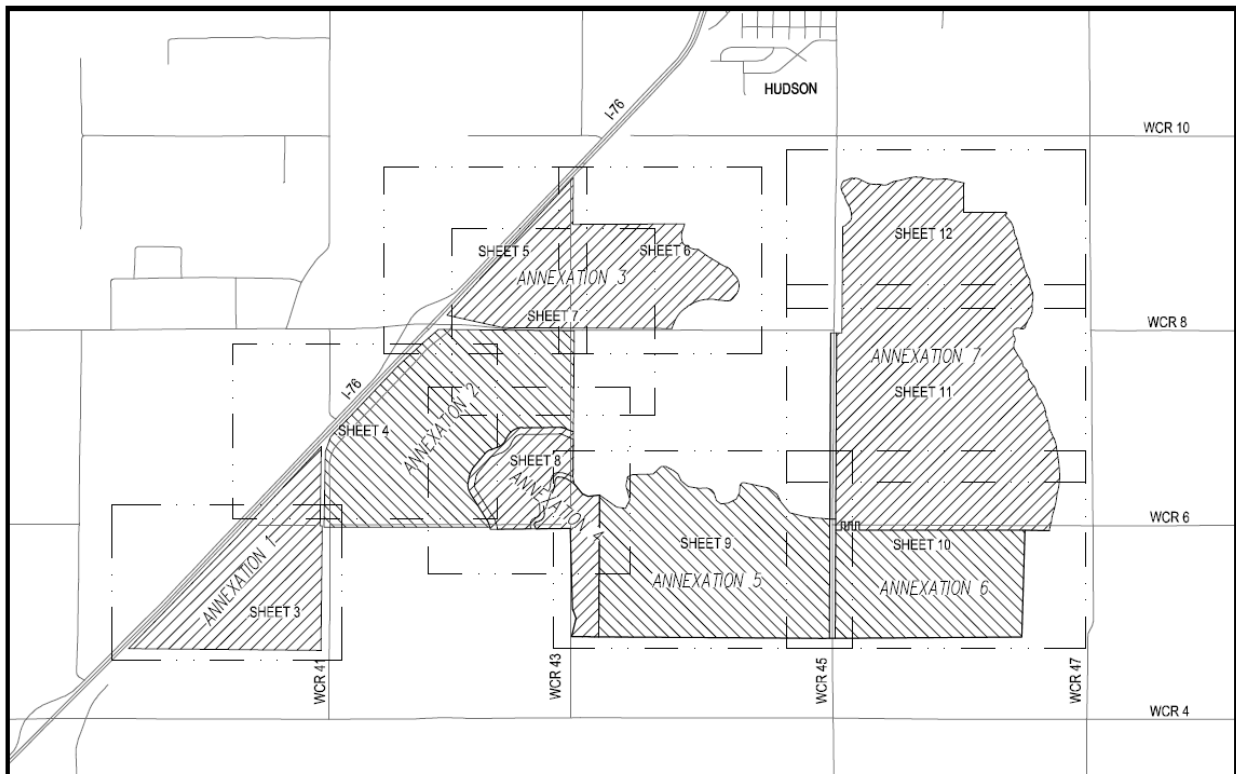 I-76
HUDSON
WCR 10
SHEET 12
SHEET 5
SHEET 6
ANNEXATION 3
SHEET 7
WCR 8
ANNEXATION 7
I-76
SHEET 11
SHEET 4
ANNEXATION 2
SHEET 8
ANNEXATION 4
WCR 6
SHEET 9
SHEET 10
ANNEXATION 1
ANNEXATION 5
ANNEXATION 6
SHEET 3
WCR 41
WCR 43
WCR 45
WCR 47
WCR 4